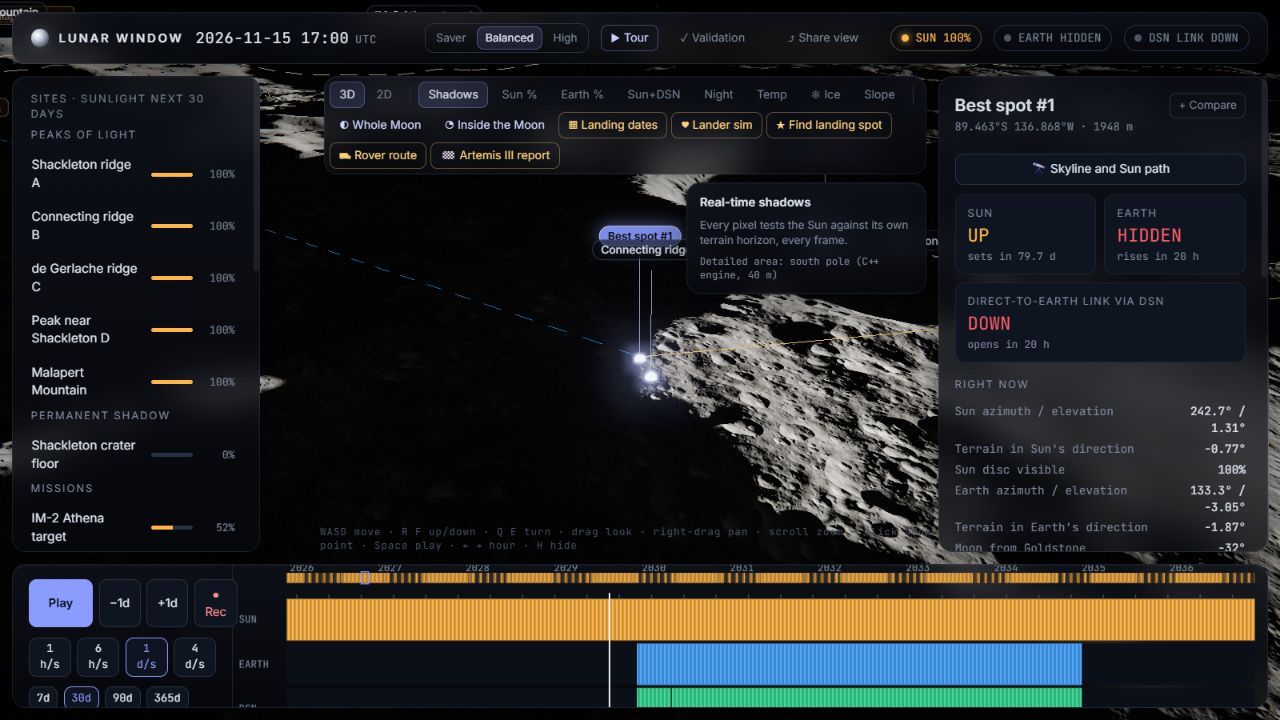 LUNAR WINDOW 2026-11-15 17:00 UTC
Saver Balanced High
▶ Tour
✓ Validation
Share view
SUN 100%
EARTH HIDDEN
DSN LINK DOWN
SITES · SUNLIGHT NEXT 30
DAYS
PEAKS OF LIGHT
Shackleton ridge
A
100%
Connecting ridge
B
100%
de Gerlache ridge
C
100%
Peak near
Shackleton D
100%
Malapert
Mountain
100%
PERMANENT SHADOW
Shackleton crater
floor
0%
MISSIONS
IM-2 Athena
target
52%
3D 2D Shadows Sun % Earth % Sun+DSN Night Temp ❄ Ice Slope
Whole Moon Inside the Moon Landing dates Lander sim ★ Find landing spot
Rover route Artemis III report
Real-time shadows
Every pixel tests the Sun against its own
terrain horizon, every frame.
Detailed area: south pole (C++
engine, 40 m)
Best spot #1
Connecting ridge
WASD move · R F up/down · Q E turn · drag look · right-drag pan · scroll zoom
point · Space play · ← → hour · H hide
Best spot #1
+ Compare
89.463°S 136.868°W · 1948 m
Skyline and Sun path
SUN
UP
sets in 79.7 d
EARTH
HIDDEN
rises in 20 h
DIRECT-TO-EARTH LINK VIA DSN
DOWN
opens in 20 h
RIGHT NOW
Sun azimuth / elevation 242.7° /
1.31°
Terrain in Sun's direction -0.77°
Sun disc visible 100%
Earth azimuth / elevation 133.3° /
-3.05°
Terrain in Earth's direction -1.87°
Moon from Goldstone -32°
Play −1d +1d ● Rec
1 h/s 6 h/s 1 d/s 4 d/s
7d 30d 90d 365d
2026 2027 2028 2029 2030 2031 2032 2033 2034 2035 2036
SUN
EARTH
DSN